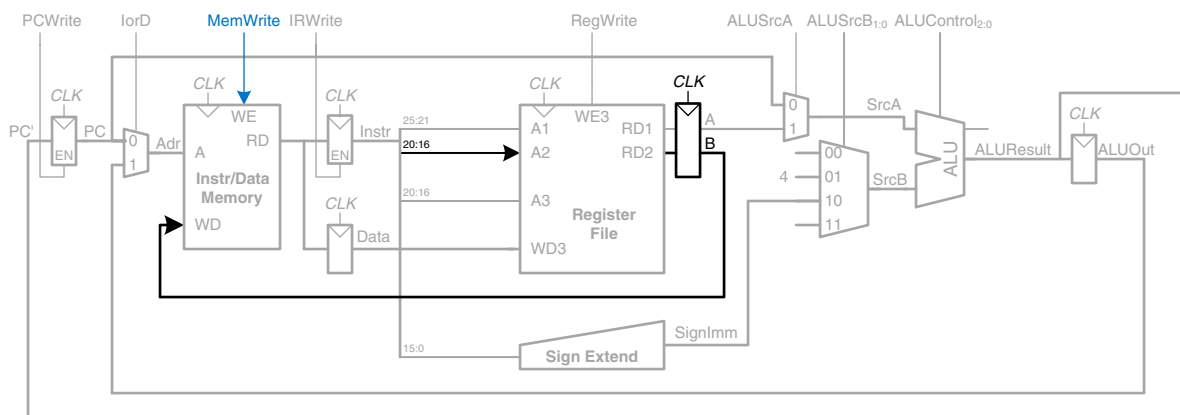 PCWrite IorD MemWrite IRWrite RegWrite ALUSrcA ALUSrcB1:0 ALUControl2:0
CLK CLK CLK CLK CLK CLK
PC' PC EN
0 1 Adr
WE
A RD
Instr/Data
Memory
WD
EN Instr
CLK
Data
25:21
20:16
20:16
15:0
WE3
A1 RD1
A2 RD2
A3
Register
File
WD3
A
B
0
1
SrcA
00
4 01
10
11
SrcB
ALU
ALUResult
ALUOut
SignImm
Sign Extend